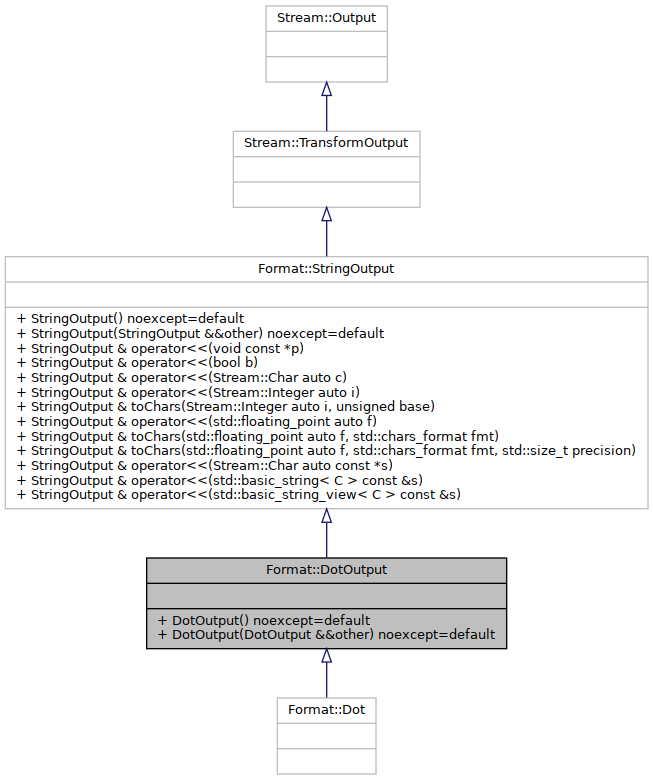 Stream::Output
Stream::TransformOutput
Format::StringOutput
+ StringOutput() noexcept=default
+ StringOutput(StringOutput &&other) noexcept=default
+ StringOutput & operator<<(void const *p)
+ StringOutput & operator<<(bool b)
+ StringOutput & operator<<(Stream::Char auto c)
+ StringOutput & operator<<(Stream::Integer auto i)
+ StringOutput & toChars(Stream::Integer auto i, unsigned base)
+ StringOutput & operator<<(std::floating_point auto f)
+ StringOutput & toChars(std::floating_point auto f, std::chars_format fmt)
+ StringOutput & toChars(std::floating_point auto f, std::chars_format fmt, std::size_t precision)
+ StringOutput & operator<<(Stream::Char auto const *s)
+ StringOutput & operator<<(std::basic_string< C > const &s)
+ StringOutput & operator<<(std::basic_string_view< C > const &s)
Format::DotOutput
+ DotOutput() noexcept=default
+ DotOutput(DotOutput &&other) noexcept=default
Format::Dot